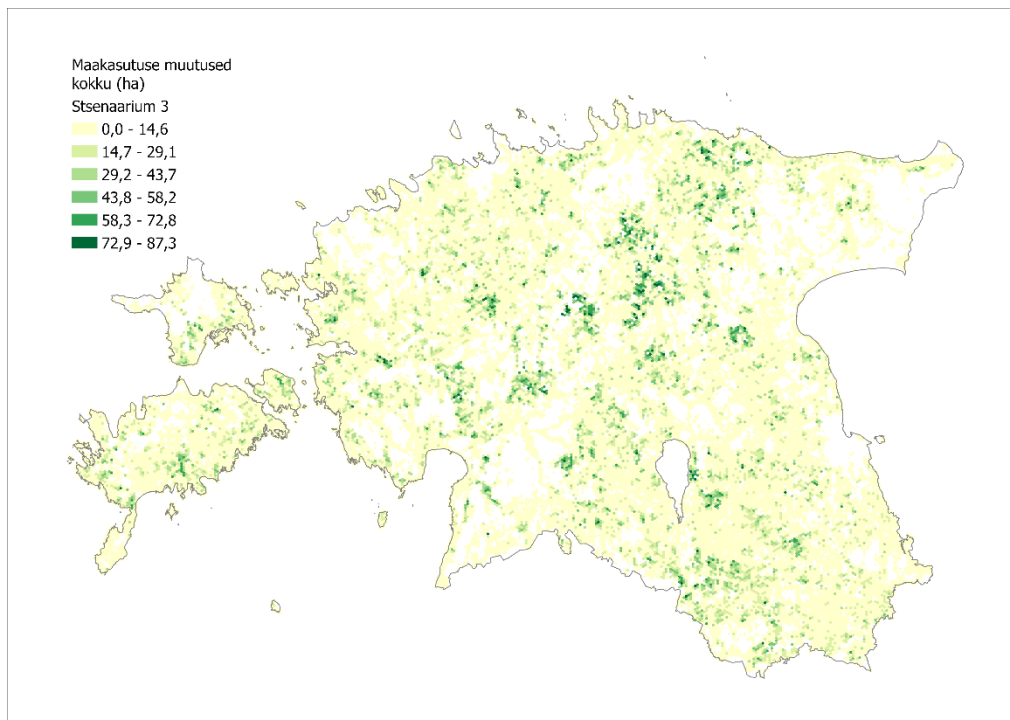 Maakasutuse muutused
kokku (ha)
Stsenaarium 3
0,0 - 14,6
14,7 - 29,1
29,2 - 43,7
43,8 - 58,2
58,3 - 72,8
72,9 - 87,3